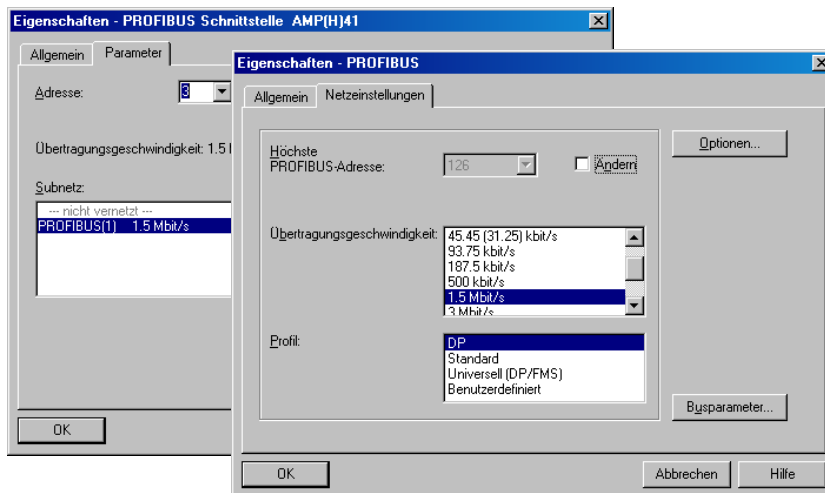 Eigenschaften - PROFIBUS Schnittstelle AMP(H)41
Allgemein Parameter
Adresse: 3
Übertragungsgeschwindigkeit: 1.5
Subnetz:
--- nicht vernetzt ---
PROFIBUS(1) 1.5 Mbit/s
OK
Eigenschaften - PROFIBUS
Allgemein Netzeinstellungen
Höchste
PROFIBUS-Adresse: 126 Ändern
Optionen...
Übertragungsgeschwindigkeit:
45.45 (31.25) kbit/s
93.75 kbit/s
187.5 kbit/s
500 kbit/s
1.5 Mbit/s
3 Mbit/s
Profil:
DP
Standard
Universell (DP/FMS)
Benutzerdefiniert
Busparameter...
OK Abbrechen Hilfe